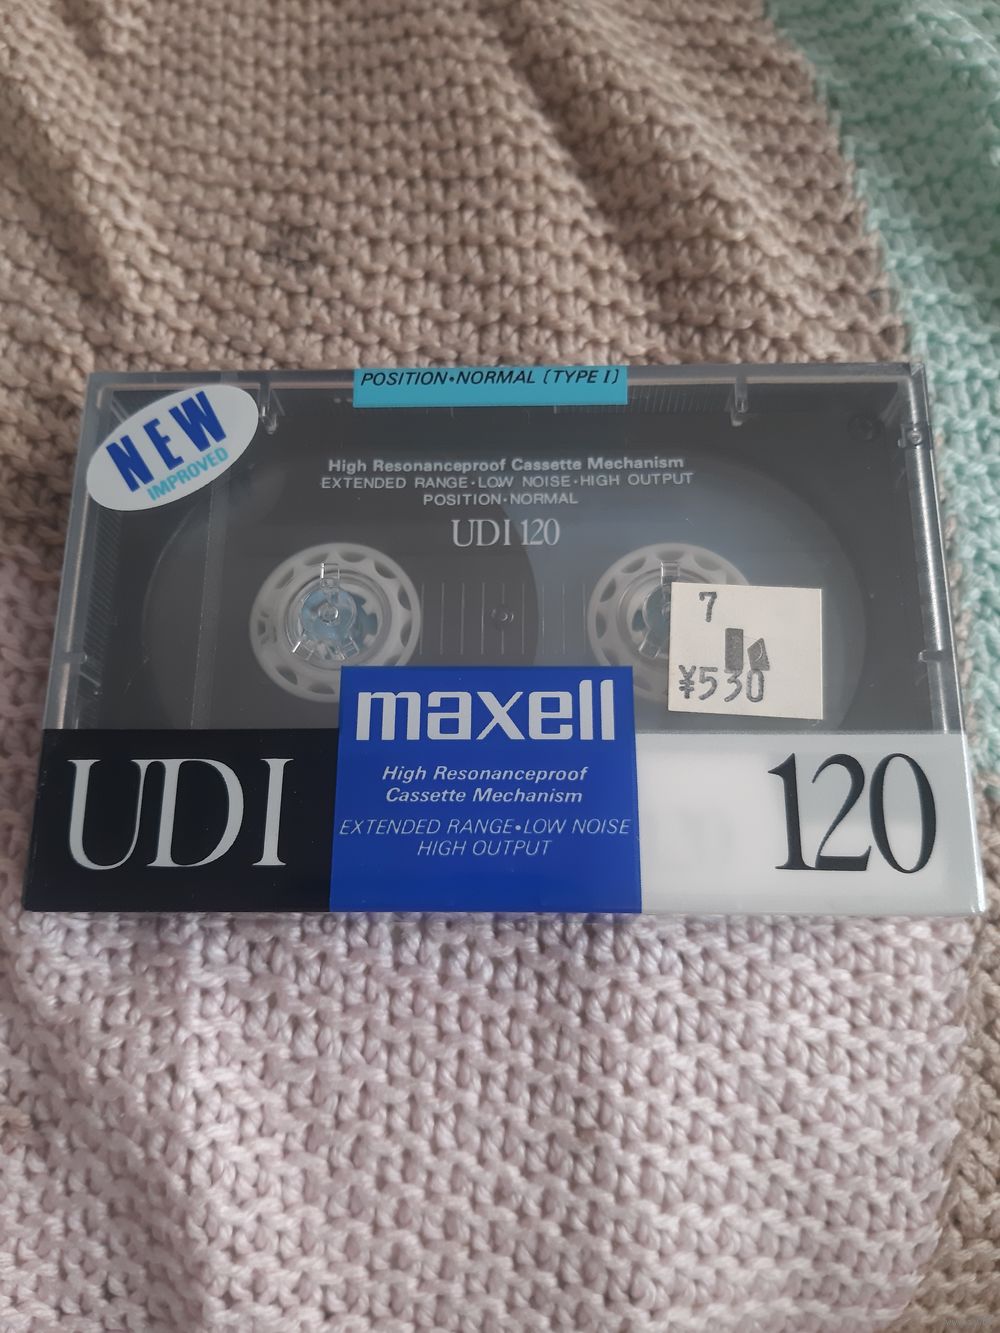 POSITION•NORMAL (TYPE I)
NEW
IMPROVED
High Resonanceproof Cassette Mechanism
EXTENDED RANGE•LOW NOISE•HIGH OUTPUT
POSITION•NORMAL
UDI 120
7
¥530
maxell
High Resonanceproof
Cassette Mechanism
EXTENDED RANGE•LOW NOISE
HIGH OUTPUT
UDI
120